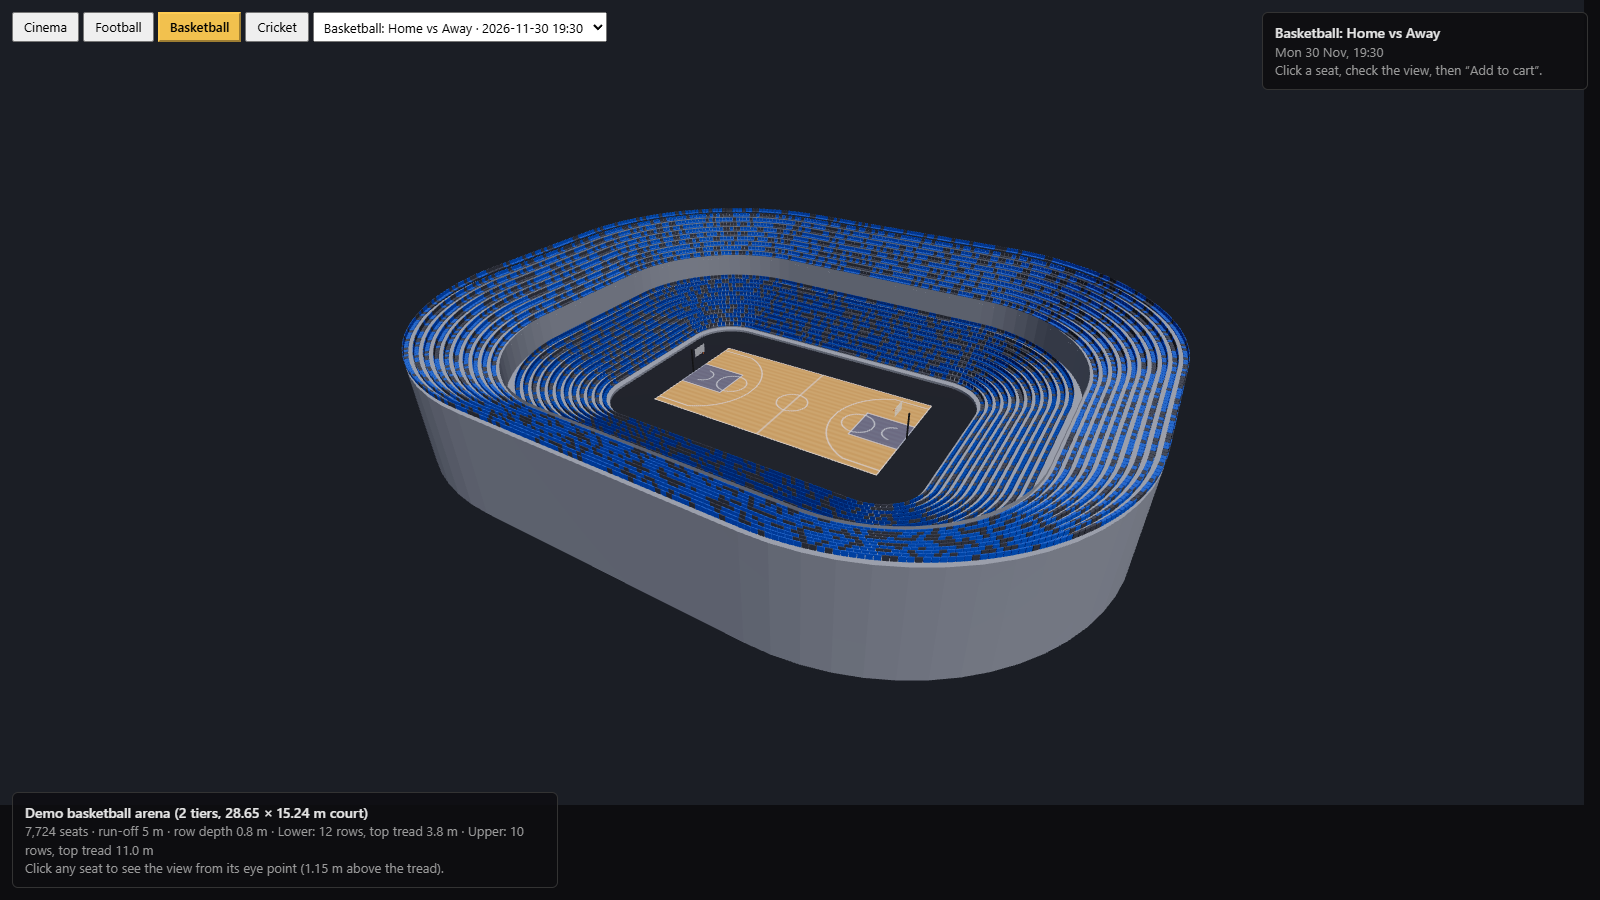 Cinema Football Basketball Cricket Basketball: Home vs Away · 2026-11-30 19:30
Basketball: Home vs Away
Mon 30 Nov, 19:30
Click a seat, check the view, then “Add to cart”.
Demo basketball arena (2 tiers, 28.65 × 15.24 m court)
7,724 seats · run-off 5 m · row depth 0.8 m · Lower: 12 rows, top tread 3.8 m · Upper: 10
rows, top tread 11.0 m
Click any seat to see the view from its eye point (1.15 m above the tread).